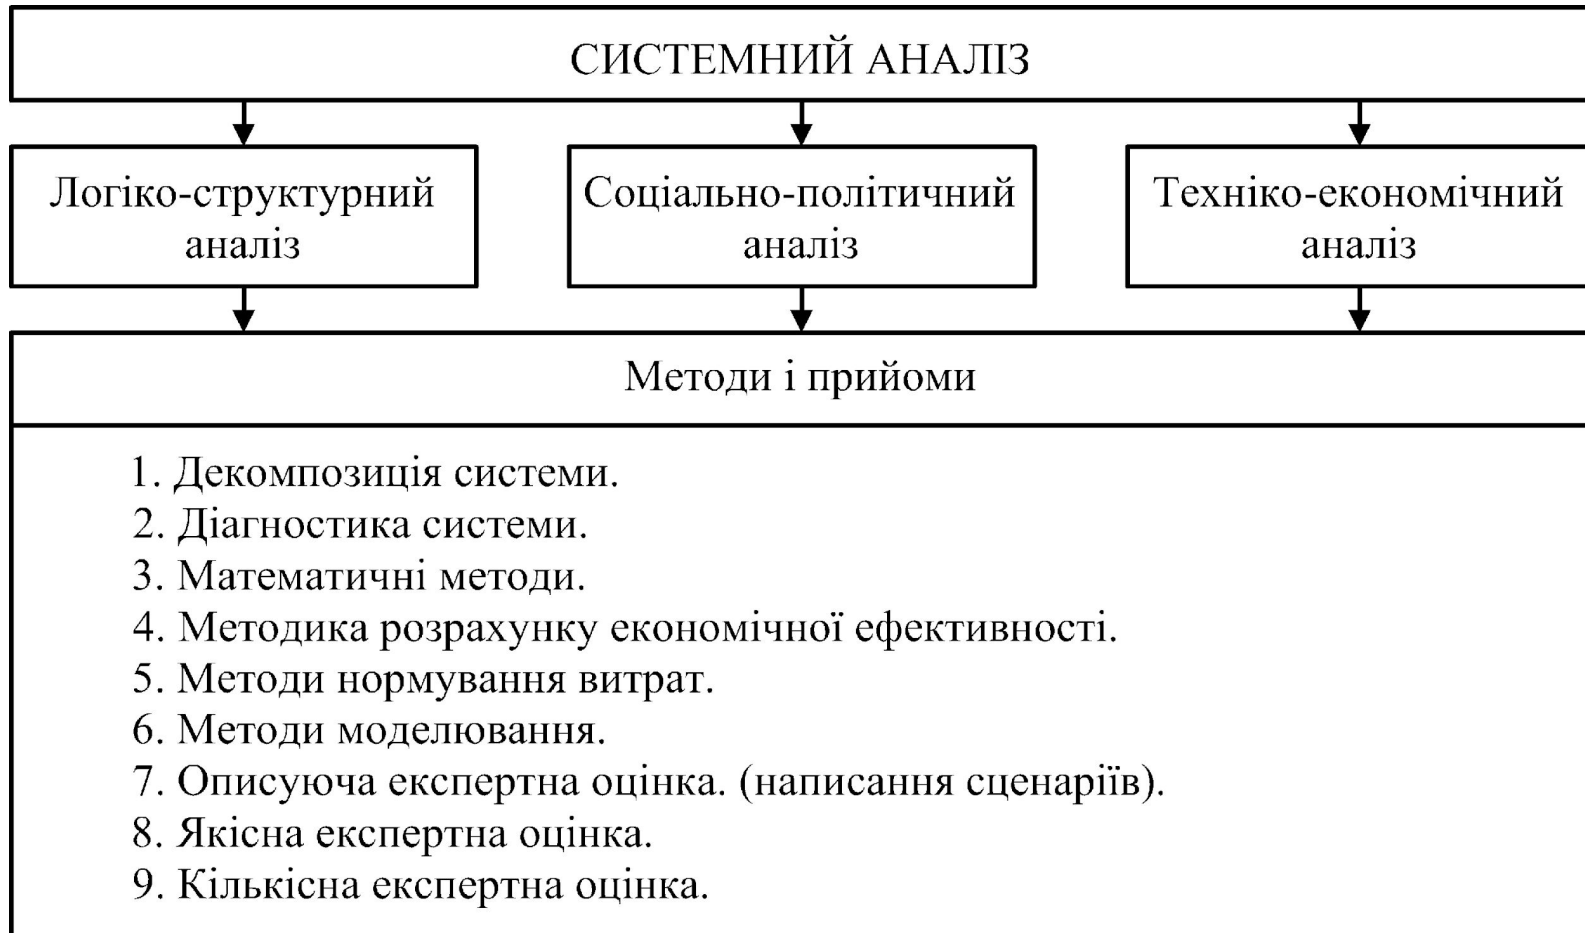 СИСТЕМНИЙ АНАЛІЗ
Логіко-структурний
аналіз
Соціально-політичний
аналіз
Техніко-економічний
аналіз
Методи і прийоми
1. Декомпозиція системи.
2. Діагностика системи.
3. Математичні методи.
4. Методика розрахунку економічної ефективності.
5. Методи нормування витрат.
6. Методи моделювання.
7. Описуюча експертна оцінка. (написання сценаріїв).
8. Якісна експертна оцінка.
9. Кількісна експертна оцінка.